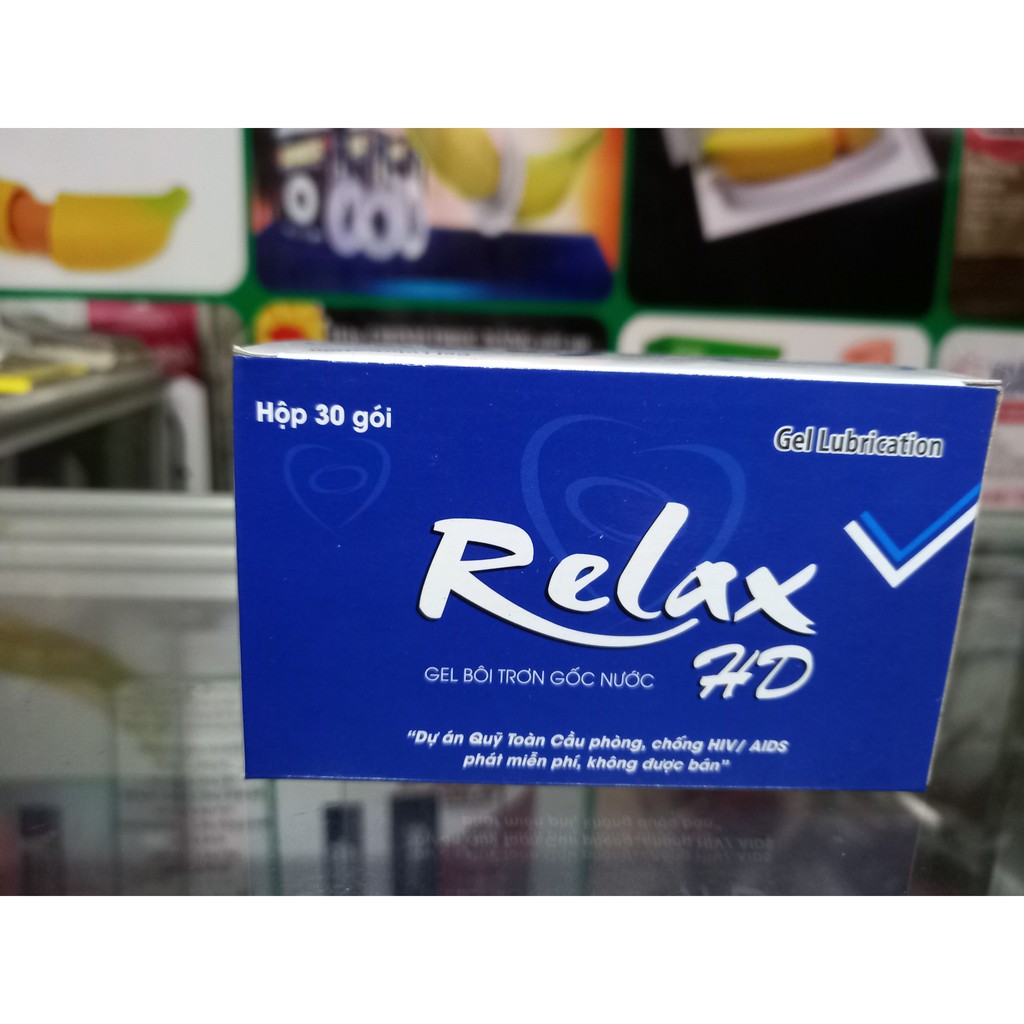 Hộp 30 gói
Gel Lubrication
Relax
HD
GEL BÔI TRƠN GỐC NƯỚC
“Dự án Quỹ Toàn Cầu phòng, chống HIV/ AIDS
phát miễn phí, không được bán”